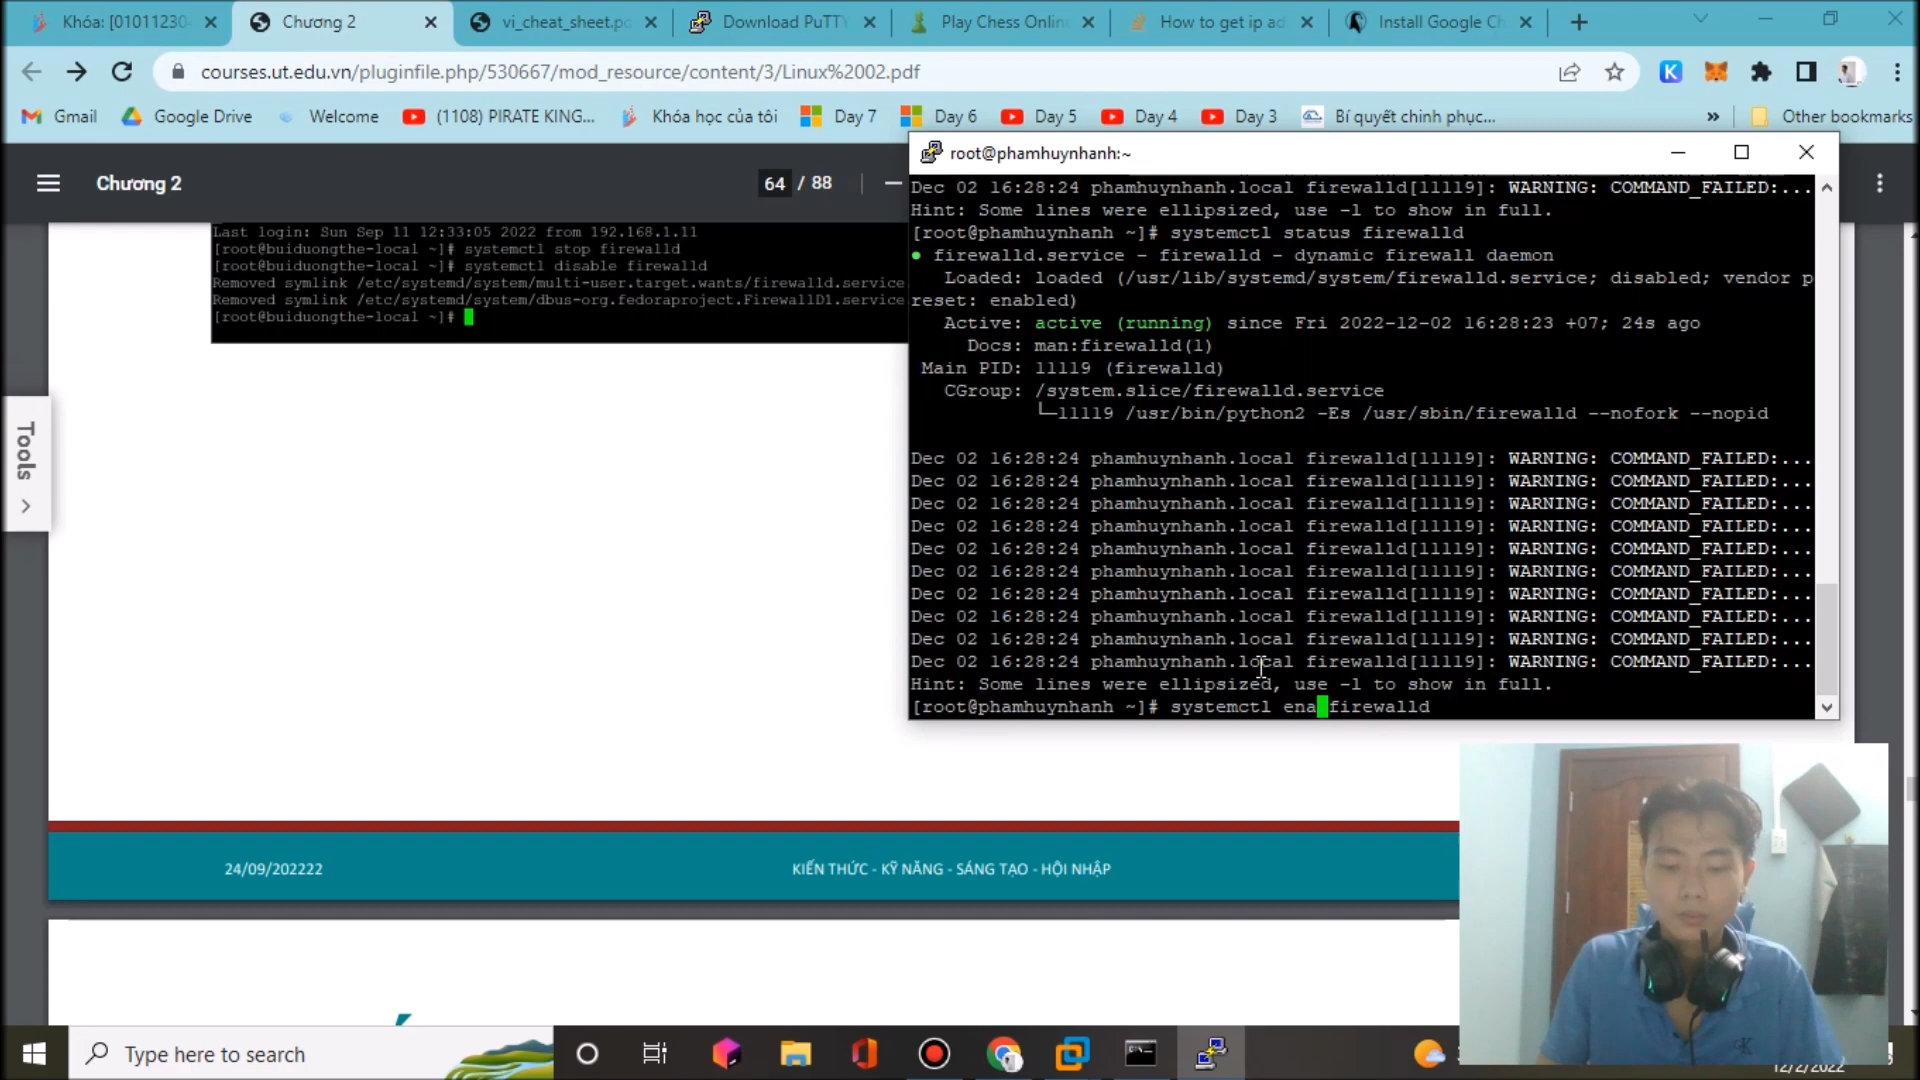 Khóa: [01011230
Chương 2
vi_cheat_sheet.pd
Download PuTTY
Play Chess Onlin
How to get ip ad
Install Google Ch
courses.ut.edu.vn/pluginfile.php/530667/mod_resource/content/3/Linux%2002.pdf
Gmail
Google Drive
Welcome
(1108) PIRATE KING...
Khóa học của tôi
Day 7
Day 6
Day 5
Day 4
Day 3
Bí quyết chinh phục...
»
Other bookmarks
Chương 2
64 / 88
Tools
Last login: Sun Sep 11 12:33:05 2022 from 192.168.1.11
[root@buiduongthe-local ~]# systemctl stop firewalld
[root@buiduongthe-local ~]# systemctl disable firewalld
Removed symlink /etc/systemd/system/multi-user.target.wants/firewalld.service
Removed symlink /etc/systemd/system/dbus-org.fedoraproject.FirewallD1.service
[root@buiduongthe-local ~]#
root@phamhuynhanh:~
Dec 02 16:28:24 phamhuynhanh.local firewalld[11119]: WARNING: COMMAND_FAILED:...
Hint: Some lines were ellipsized, use -l to show in full.
[root@phamhuynhanh ~]# systemctl status firewalld
● firewalld.service - firewalld - dynamic firewall daemon
Loaded: loaded (/usr/lib/systemd/system/firewalld.service; disabled; vendor p
reset: enabled)
Active: active (running) since Fri 2022-12-02 16:28:23 +07; 24s ago
Docs: man:firewalld(1)
Main PID: 11119 (firewalld)
CGroup: /system.slice/firewalld.service
└─11119 /usr/bin/python2 -Es /usr/sbin/firewalld --nofork --nopid
Dec 02 16:28:24 phamhuynhanh.local firewalld[11119]: WARNING: COMMAND_FAILED:...
Dec 02 16:28:24 phamhuynhanh.local firewalld[11119]: WARNING: COMMAND_FAILED:...
Dec 02 16:28:24 phamhuynhanh.local firewalld[11119]: WARNING: COMMAND_FAILED:...
Dec 02 16:28:24 phamhuynhanh.local firewalld[11119]: WARNING: COMMAND_FAILED:...
Dec 02 16:28:24 phamhuynhanh.local firewalld[11119]: WARNING: COMMAND_FAILED:...
Dec 02 16:28:24 phamhuynhanh.local firewalld[11119]: WARNING: COMMAND_FAILED:...
Dec 02 16:28:24 phamhuynhanh.local firewalld[11119]: WARNING: COMMAND_FAILED:...
Dec 02 16:28:24 phamhuynhanh.local firewalld[11119]: WARNING: COMMAND_FAILED:...
Dec 02 16:28:24 phamhuynhanh.local firewalld[11119]: WARNING: COMMAND_FAILED:...
Dec 02 16:28:24 phamhuynhanh.local firewalld[11119]: WARNING: COMMAND_FAILED:...
Hint: Some lines were ellipsized, use -l to show in full.
[root@phamhuynhanh ~]# systemctl ena firewalld
24/09/202222
KIẾN THỨC - KỸ NĂNG - SÁNG TẠO - HỘI NHẬP
Type here to search
12/2/2022